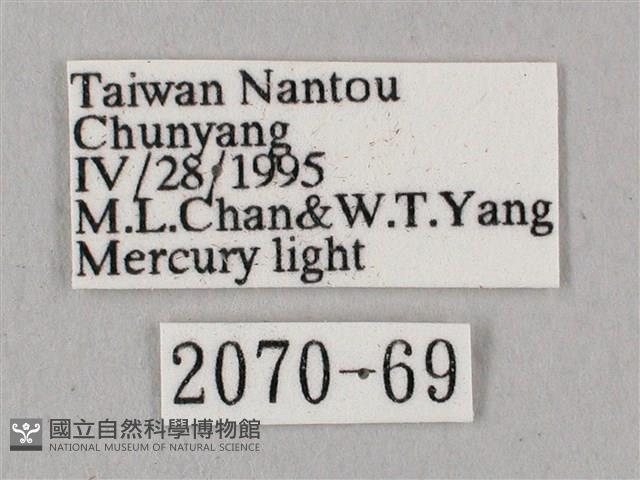 Taiwan Nantou
Chunyang
IV/28/1995
M.L.Chan&W.T.Yang
Mercury light
2070-69
國立自然科學博物館
NATIONAL MUSEUM OF NATURAL SCIENCE